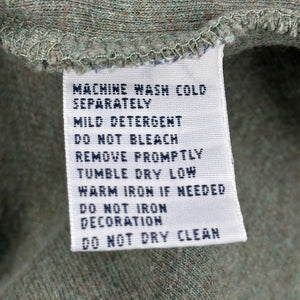 MACHINE WASH COLD
SEPARATELY
MILD DETERGENT
DO NOT BLEACH
REMOVE PROMPTLY
TUMBLE DRY LOW
WARM IRON IF NEEDED
DO NOT IRON
DECORATION
DO NOT DRY CLEAN